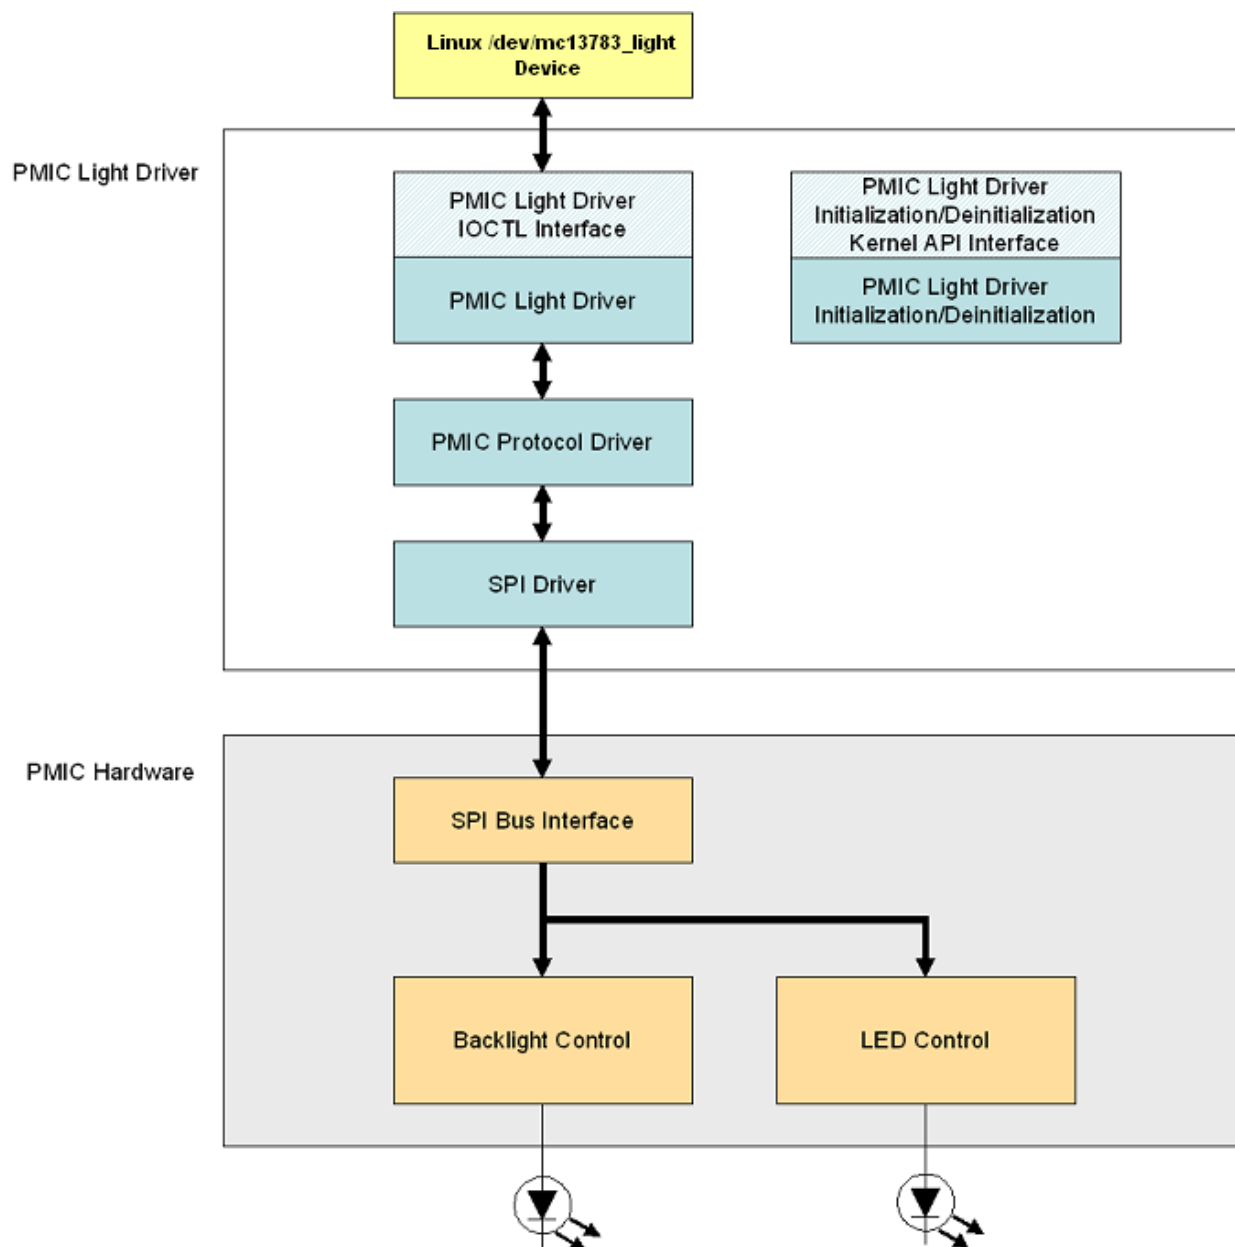 Linux /dev/mc13783_light
Device
PMIC Light Driver
PMIC Light Driver
IOCTL Interface
PMIC Light Driver
PMIC Light Driver
Initialization/Deinitialization
Kernel API Interface
PMIC Light Driver
Initialization/Deinitialization
PMIC Protocol Driver
SPI Driver
PMIC Hardware
SPI Bus Interface
Backlight Control
LED Control